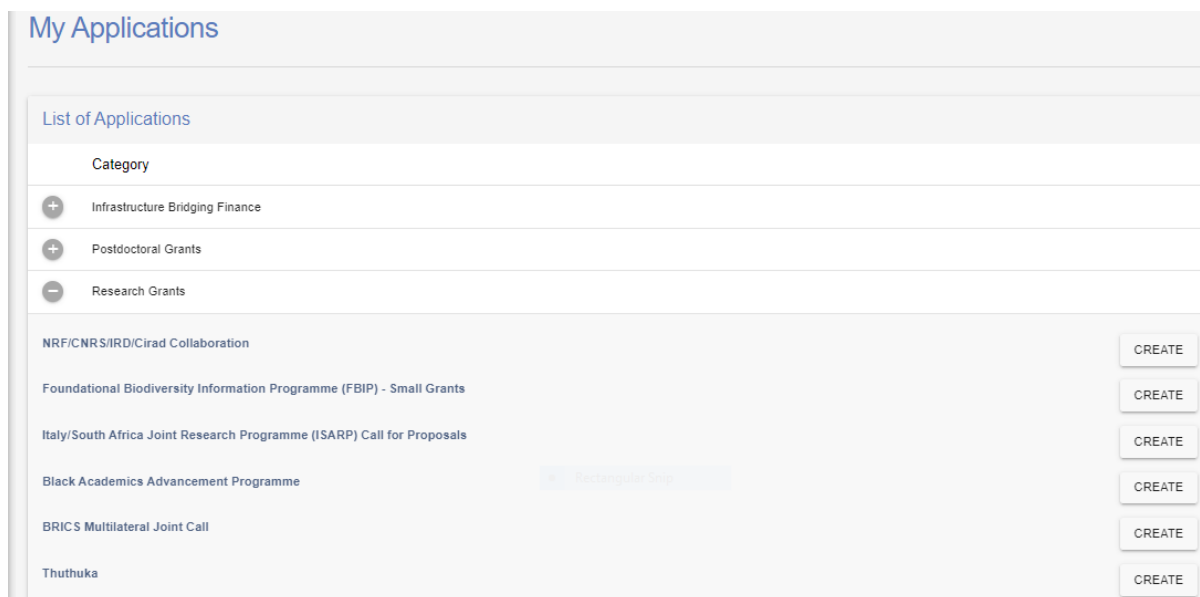 My Applications
List of Applications
Category
Infrastructure Bridging Finance
Postdoctoral Grants
Research Grants
NRF/CNRS/IRD/Cirad Collaboration CREATE
Foundational Biodiversity Information Programme (FBIP) - Small Grants CREATE
Italy/South Africa Joint Research Programme (ISARP) Call for Proposals CREATE
Rectangular Snip
Black Academics Advancement Programme CREATE
BRICS Multilateral Joint Call CREATE
Thuthuka CREATE